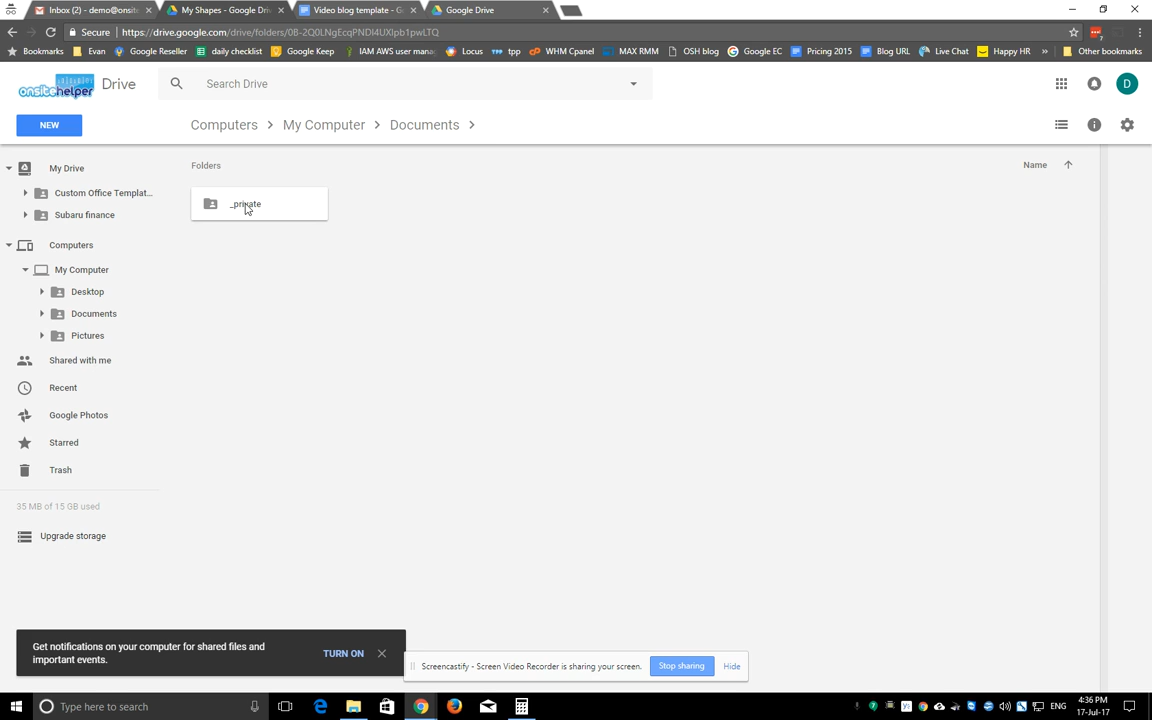 Inbox (2) - demo@onsite
My Shapes - Google Driv
Video blog template - G
Google Drive
Secure
https://drive.google.com/drive/folders/0B-2Q0LNgEcqPNDI4UXlpb1pwLTQ
Bookmarks
Evan
Google Reseller
daily checklist
Google Keep
IAM AWS user mana
Locus
tpp
WHM Cpanel
MAX RMM
OSH blog
Google EC
Pricing 2015
Blog URL
Live Chat
Happy HR
»
Other bookmarks
onsitehelper
Drive
Search Drive
D
NEW
Computers > My Computer > Documents >
My Drive
Custom Office Templat...
Subaru finance
Computers
My Computer
Desktop
Documents
Pictures
Shared with me
Recent
Google Photos
Starred
Trash
35 MB of 15 GB used
Upgrade storage
Folders
Name
_private
Get notifications on your computer for shared files and
important events.
TURN ON
Screencastify - Screen Video Recorder is sharing your screen.
Stop sharing
Hide
Type here to search
ENG
4:36 PM
17-Jul-17